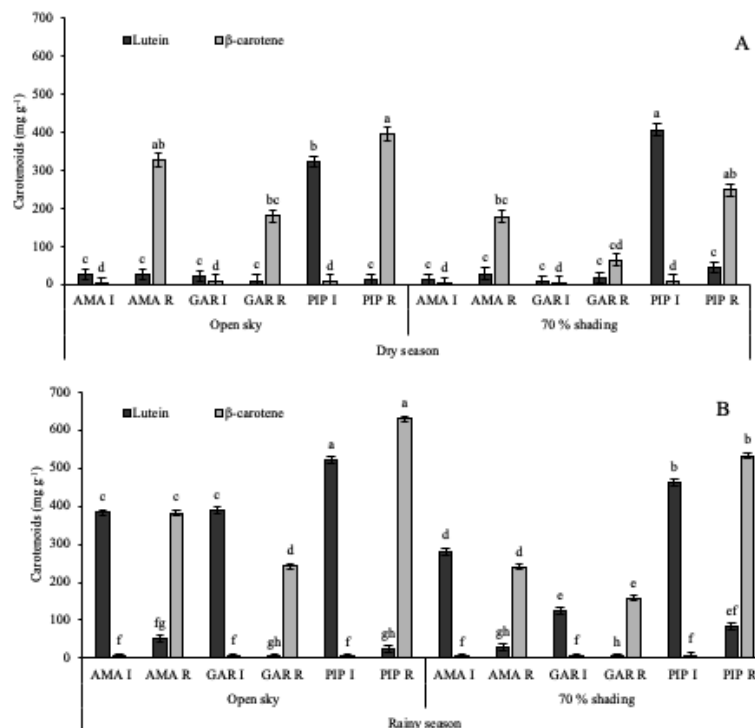 700
Lutein β-carotene
A
600
500
Carotenoids (mg g⁻¹)
400
300
200
100
0
c d c ab c d c bc b d c a c d c bc c d c cd a d c ab
AMA I AMA R GAR I GAR R PIP I PIP R AMA I AMA R GAR I GAR R PIP I PIP R
Open sky 70 % shading
Dry season
700
Lutein β-carotene
B
600
500
Carotenoids (mg g⁻¹)
400
300
200
100
0
c f fg c c f gh d a f gh a d f gh d e f h e b f ef b
AMA I AMA R GAR I GAR R PIP I PIP R AMA I AMA R GAR I GAR R PIP I PIP R
Open sky 70 % shading
Rainy season